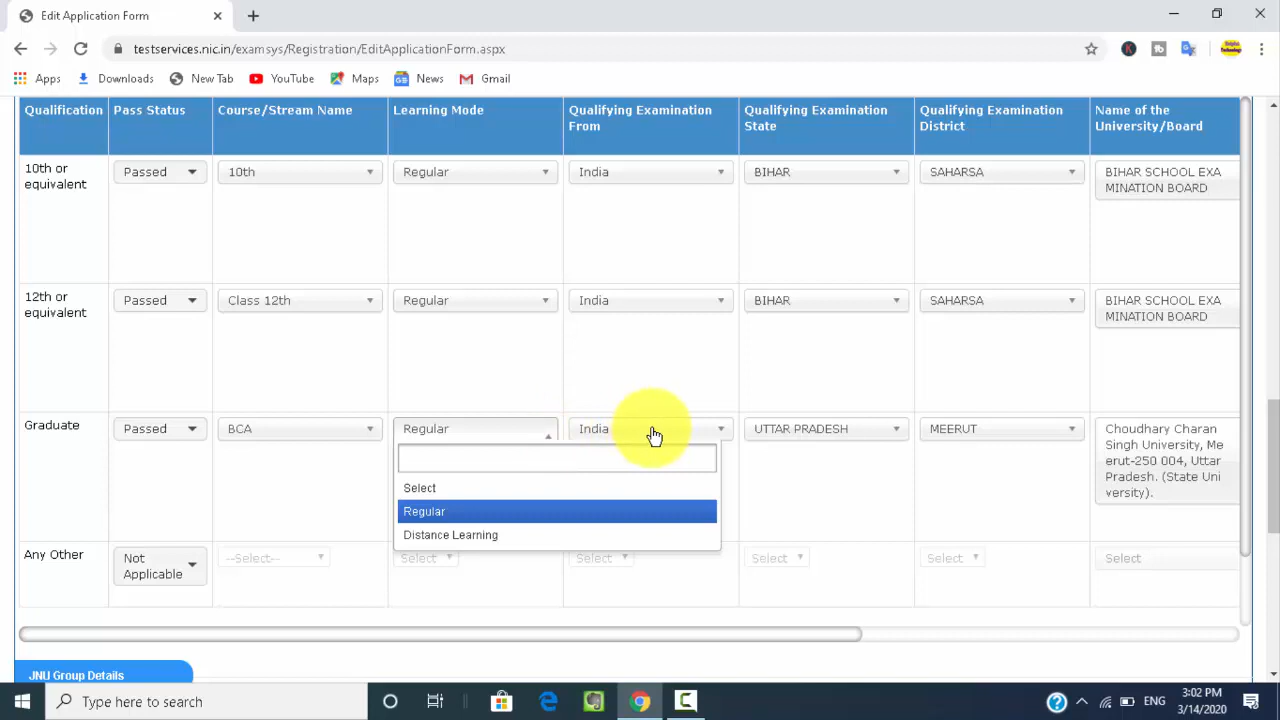 Edit Application Form
testservices.nic.in/examsys/Registration/EditApplicationForm.aspx
Apps Downloads New Tab YouTube Maps News Gmail
Qualification Pass Status Course/Stream Name Learning Mode Qualifying Examination From Qualifying Examination State Qualifying Examination District Name of the University/Board
10th or equivalent Passed 10th Regular India BIHAR SAHARSA BIHAR SCHOOL EXA
MINATION BOARD
12th or equivalent Passed Class 12th Regular India BIHAR SAHARSA BIHAR SCHOOL EXA
MINATION BOARD
Graduate Passed BCA Regular India UTTAR PRADESH MEERUT Choudhary Charan
Singh University, Me
erut-250 004, Uttar
Pradesh. (State Uni
versity).
Select
Regular
Distance Learning
Any Other Not Applicable --Select-- Select Select Select Select Select
JNU Group Details
Type here to search
ENG
3:02 PM
3/14/2020